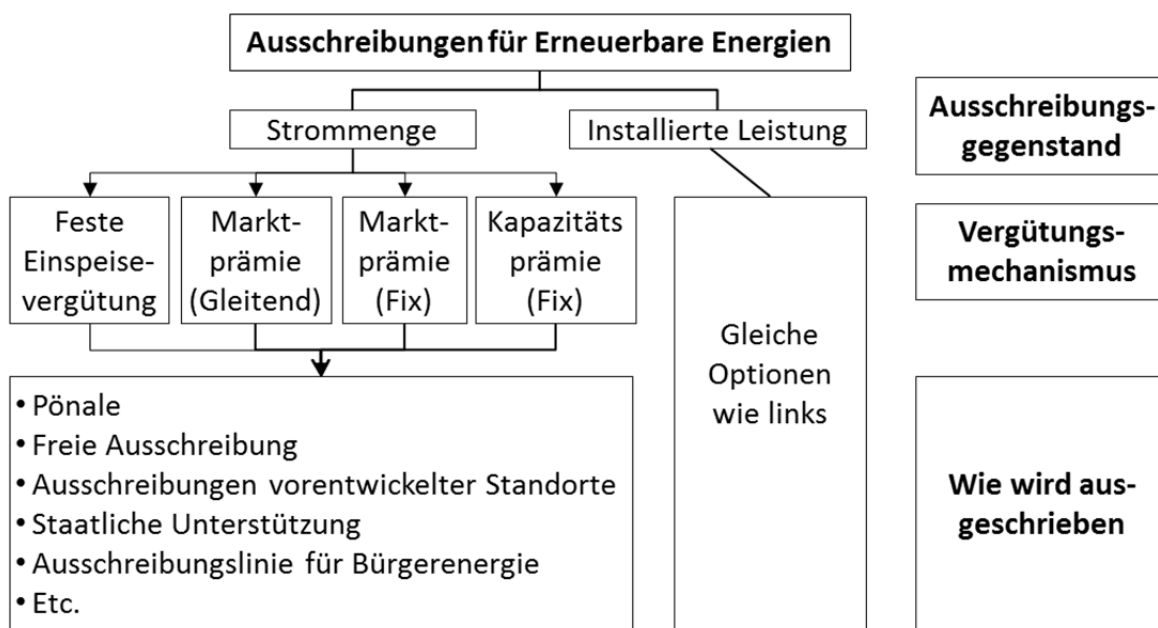 Ausschreibungen für Erneuerbare Energien
Strommenge
Installierte Leistung
Ausschreibungs-
gegenstand
Feste
Einspeise-
vergütung
Markt-
prämie
(Gleitend)
Markt-
prämie
(Fix)
Kapazitäts
prämie
(Fix)
Gleiche
Optionen
wie links
Vergütungs-
mechanismus
• Pönale
• Freie Ausschreibung
• Ausschreibungen vorentwickelter Standorte
• Staatliche Unterstützung
• Ausschreibungslinie für Bürgerenergie
• Etc.
Wie wird aus-
geschrieben